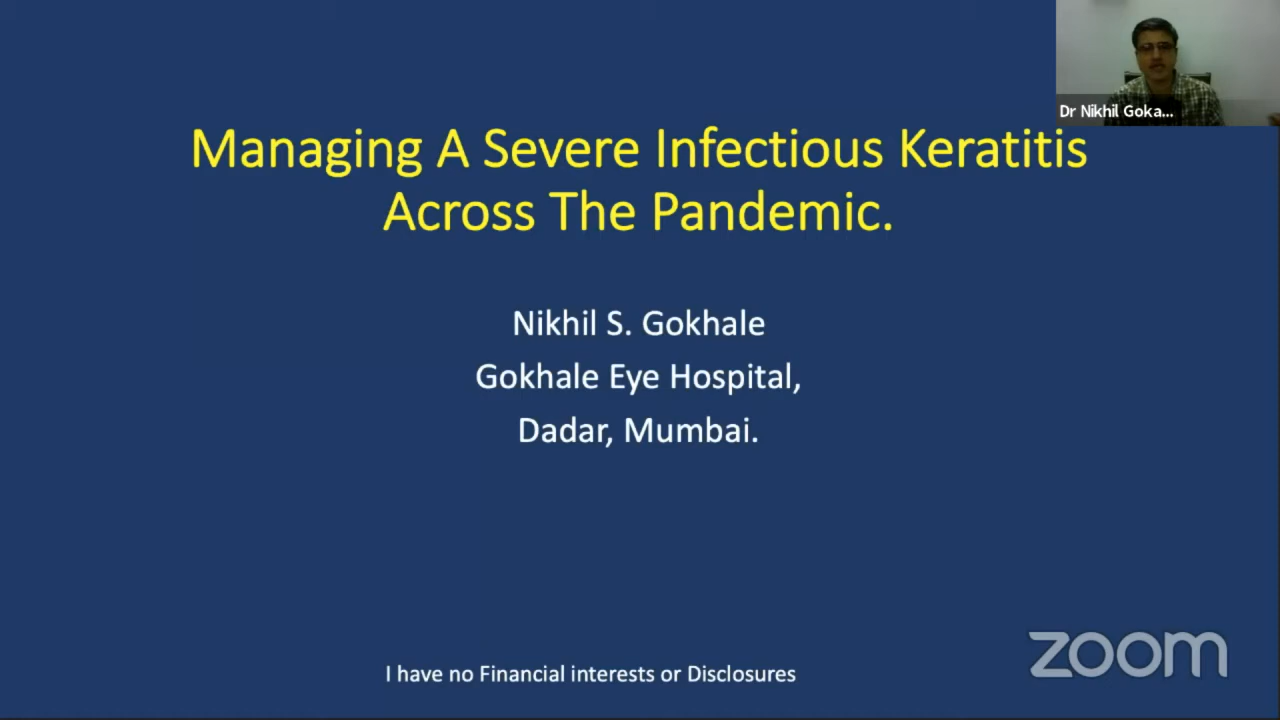 Dr Nikhil Goka...
Managing A Severe Infectious Keratitis
Across The Pandemic.
Nikhil S. Gokhale
Gokhale Eye Hospital,
Dadar, Mumbai.
I have no Financial interests or Disclosures
zoom